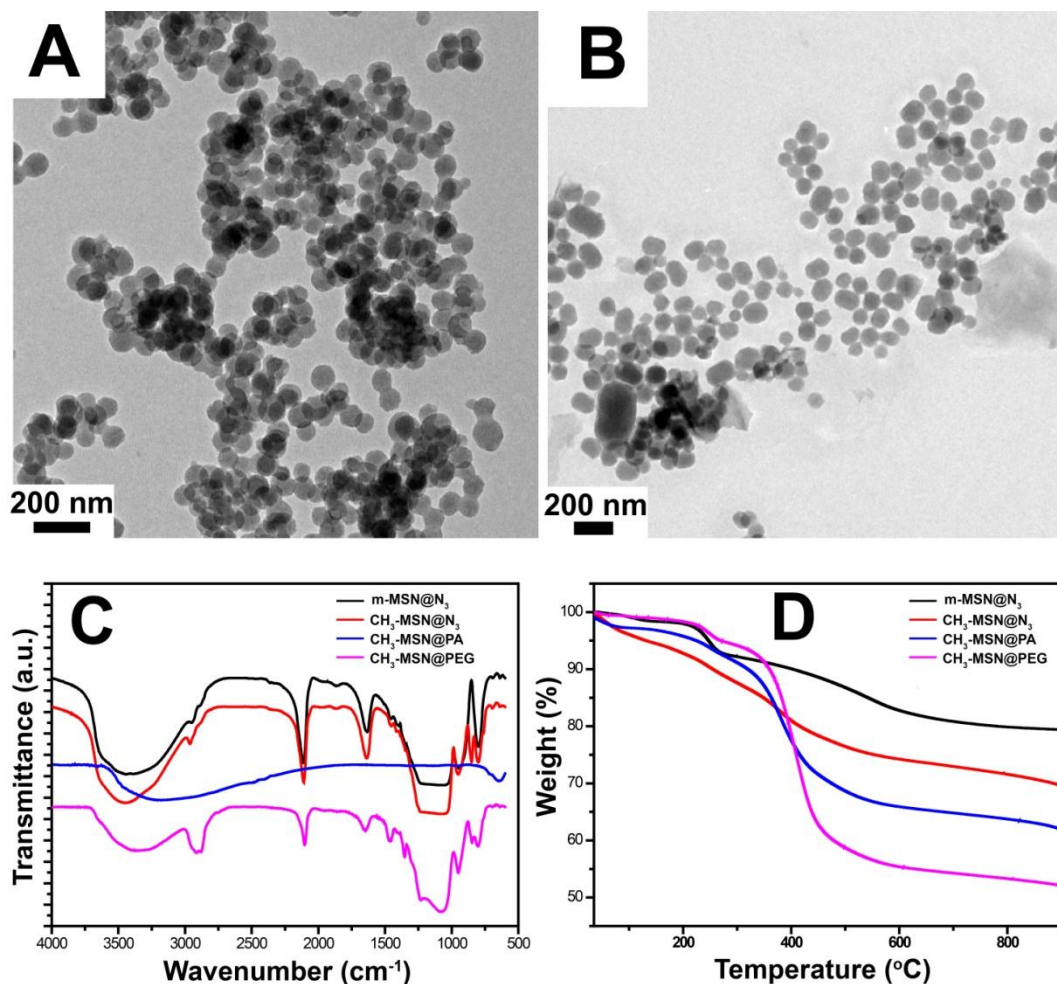 A
200 nm
B
200 nm
C
m-MSN@N₃
CH₃-MSN@N₃
CH₃-MSN@PA
CH₃-MSN@PEG
Transmittance (a.u.)
4000 3500 3000 2500 2000 1500 1000 500
Wavenumber (cm⁻¹)
D
m-MSN@N₃
CH₃-MSN@N₃
CH₃-MSN@PA
CH₃-MSN@PEG
Weight (%)
100
90
80
70
60
50
200 400 600 800
Temperature (ºC)